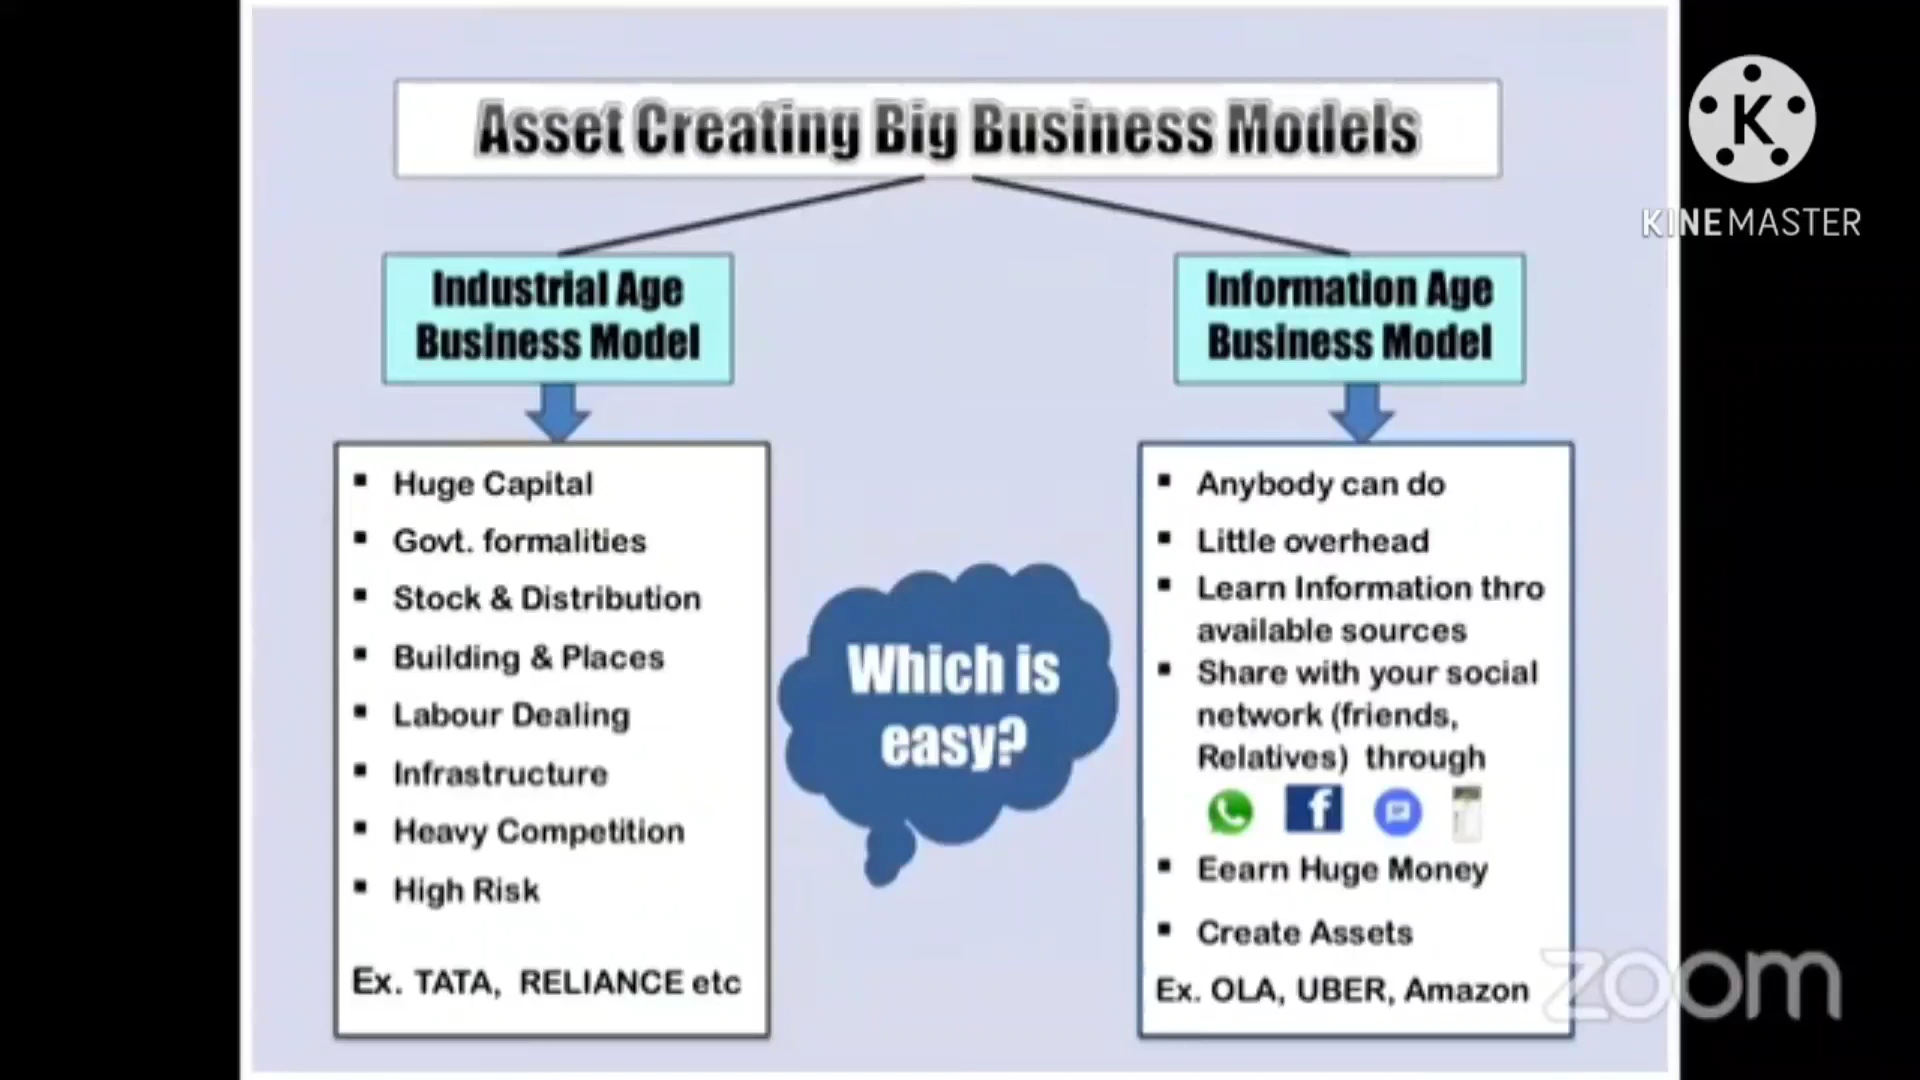 Asset Creating Big Business Models
K
KINEMASTER
Industrial Age
Business Model
Huge Capital
Govt. formalities
Stock & Distribution
Building & Places
Labour Dealing
Infrastructure
Heavy Competition
High Risk
Ex. TATA, RELIANCE etc
Which is
easy?
Information Age
Business Model
Anybody can do
Little overhead
Learn Information thro
available sources
Share with your social
network (friends,
Relatives) through
f
Eearn Huge Money
Create Assets
Ex. OLA, UBER, Amazon
zoom